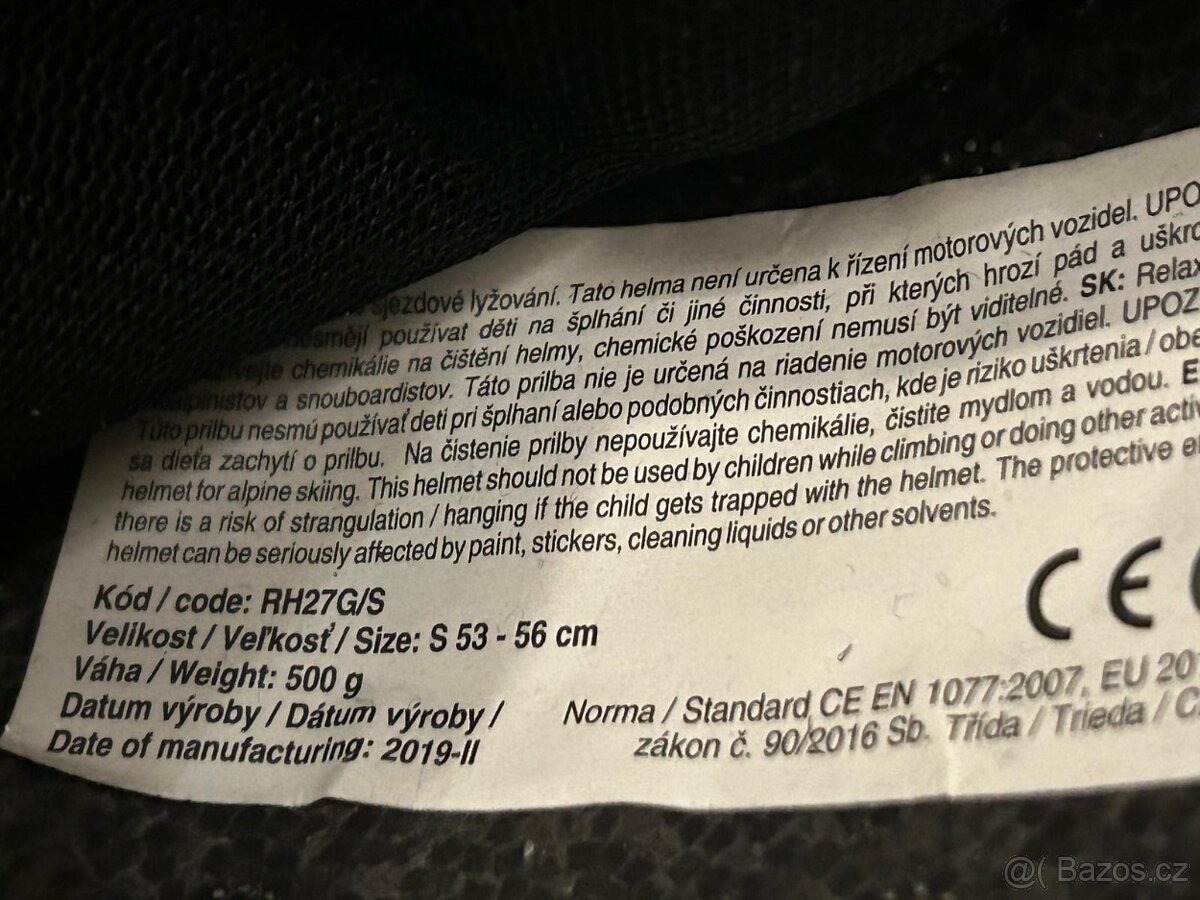 sjezdové lyžování. Tato helma není určena k řízení motorových vozidel. UPO
nesmějí používat děti na šplhání či jiné činnosti, při kterých hrozí pád a uškrc
chemikálie na čištění helmy, chemické poškození nemusí být viditelné. SK: Relax
alpinistov a snouboardistov. Táto prilba nie je určená na riadenie motorových vozidiel. UPOZ
Túto prilbu nesmú používať deti pri šplhaní alebo podobných činnostiach, kde je riziko uškrtenia / obe
sa dieťa zachytí o prilbu. Na čistenie prilby nepoužívajte chemikálie, čistite mydlom a vodou. E
helmet for alpine skiing. This helmet should not be used by children while climbing or doing other activ
there is a risk of strangulation / hanging if the child gets trapped with the helmet. The protective e
helmet can be seriously affected by paint, stickers, cleaning liquids or other solvents.
Kód / code: RH27G/S
Velikost / Veľkosť / Size: S 53 - 56 cm
Váha / Weight: 500 g
Datum výroby / Dátum výroby /
Date of manufacturing: 2019-II
CE
Norma / Standard CE EN 1077:2007, EU 20
zákon č. 90/2016 Sb. Třída / Trieda / C
@( Bazos.cz